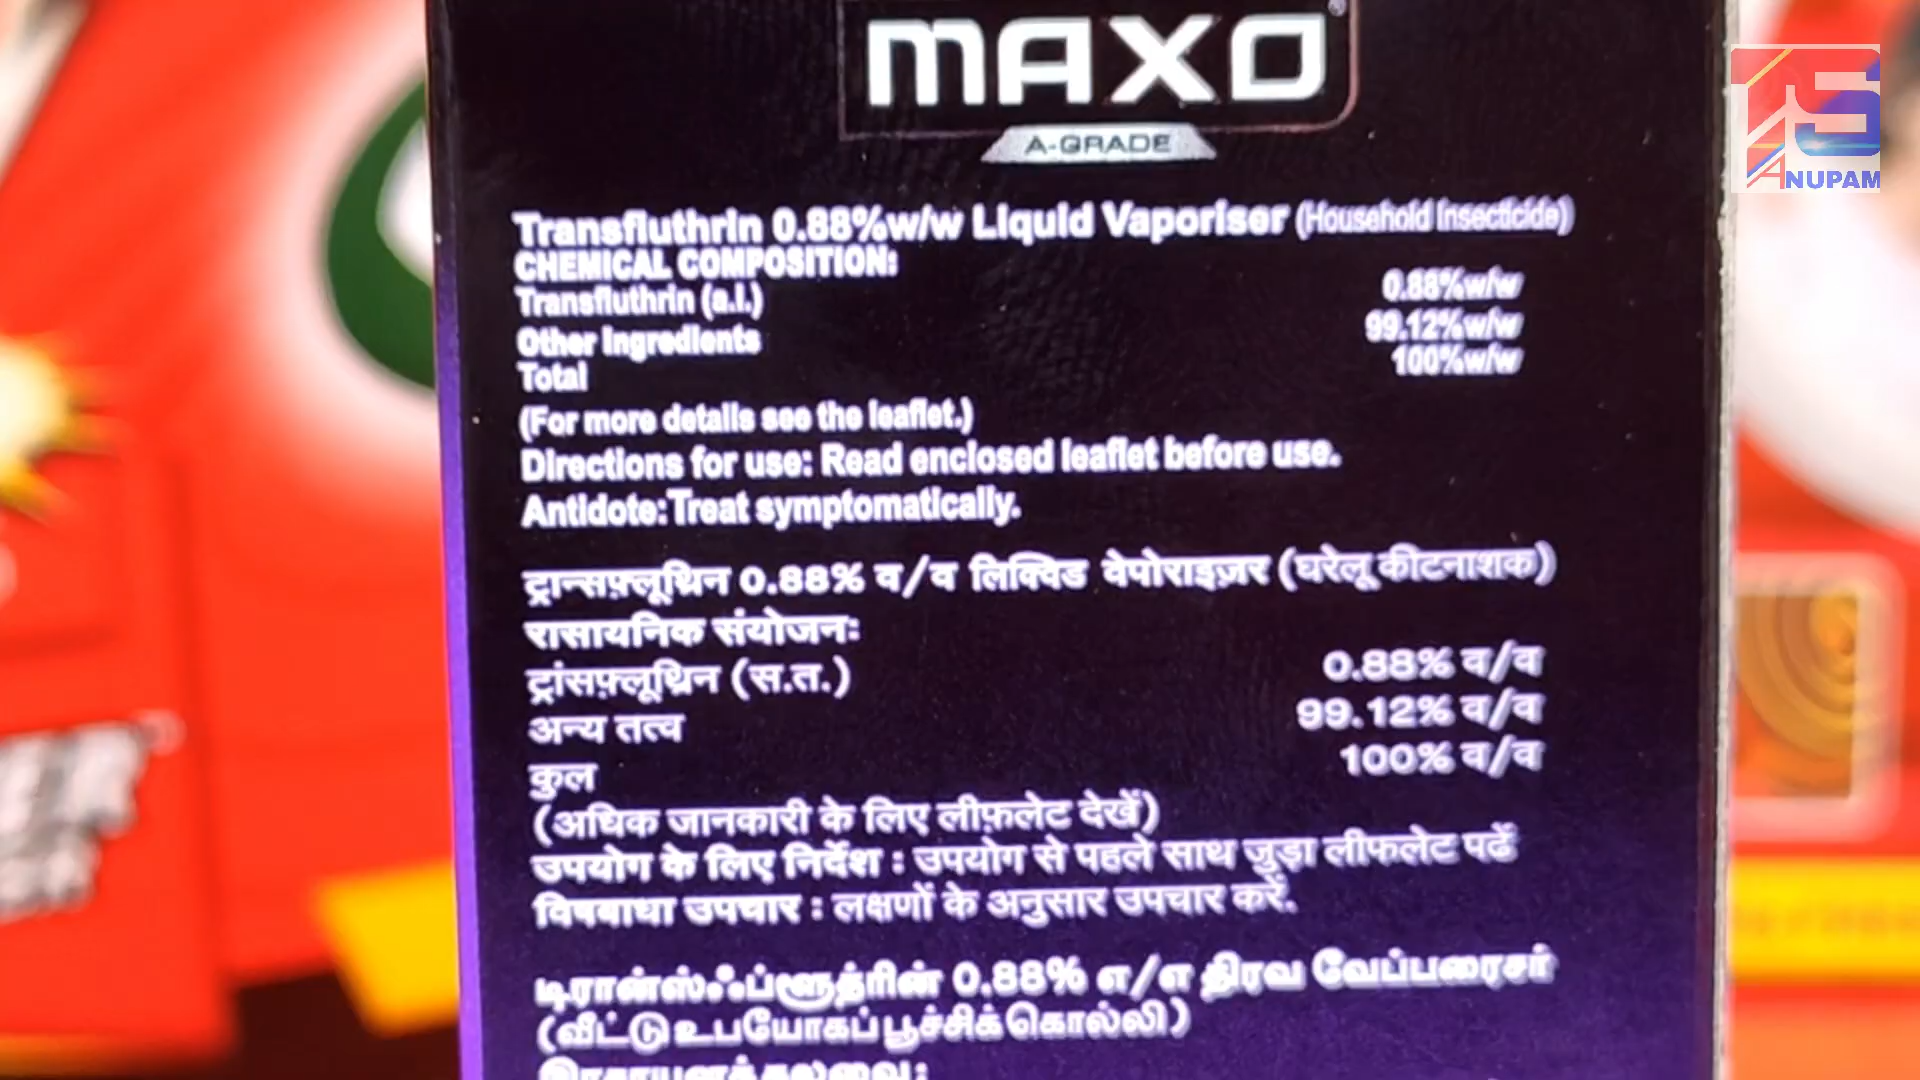 MAXO
A-GRADE
ANUPAM
Transfluthrin 0.88%w/w Liquid Vaporiser (Household Insecticide)
CHEMICAL COMPOSITION:
Transfluthrin (a.i.) 0.88%w/w
Other Ingredients 99.12%w/w
Total 100%w/w
(For more details see the leaflet.)
Directions for use: Read enclosed leaflet before use.
Antidote:Treat symptomatically.
ट्रान्सफ़्लूथ्रिन 0.88% व/व लिक्विड वेपोराइज़र (घरेलू कीटनाशक)
रासायनिक संयोजनः
ट्रांसफ़्लूथ्रिन (स.त.) 0.88% व/व
अन्य तत्व 99.12% व/व
कुल 100% व/व
(अधिक जानकारी के लिए लीफ़लेट देखें)
उपयोग के लिए निर्देश : उपयोग से पहले साथ जुड़ा लीफलेट पढें
विषबाधा उपचार : लक्षणों के अनुसार उपचार करें.
டிரான்ஸ்ஃப்ளூத்ரின் 0.88% எ/எ திரவ வேப்பரைசர்
(வீட்டு உபயோகப் பூச்சிக் கொல்லி)